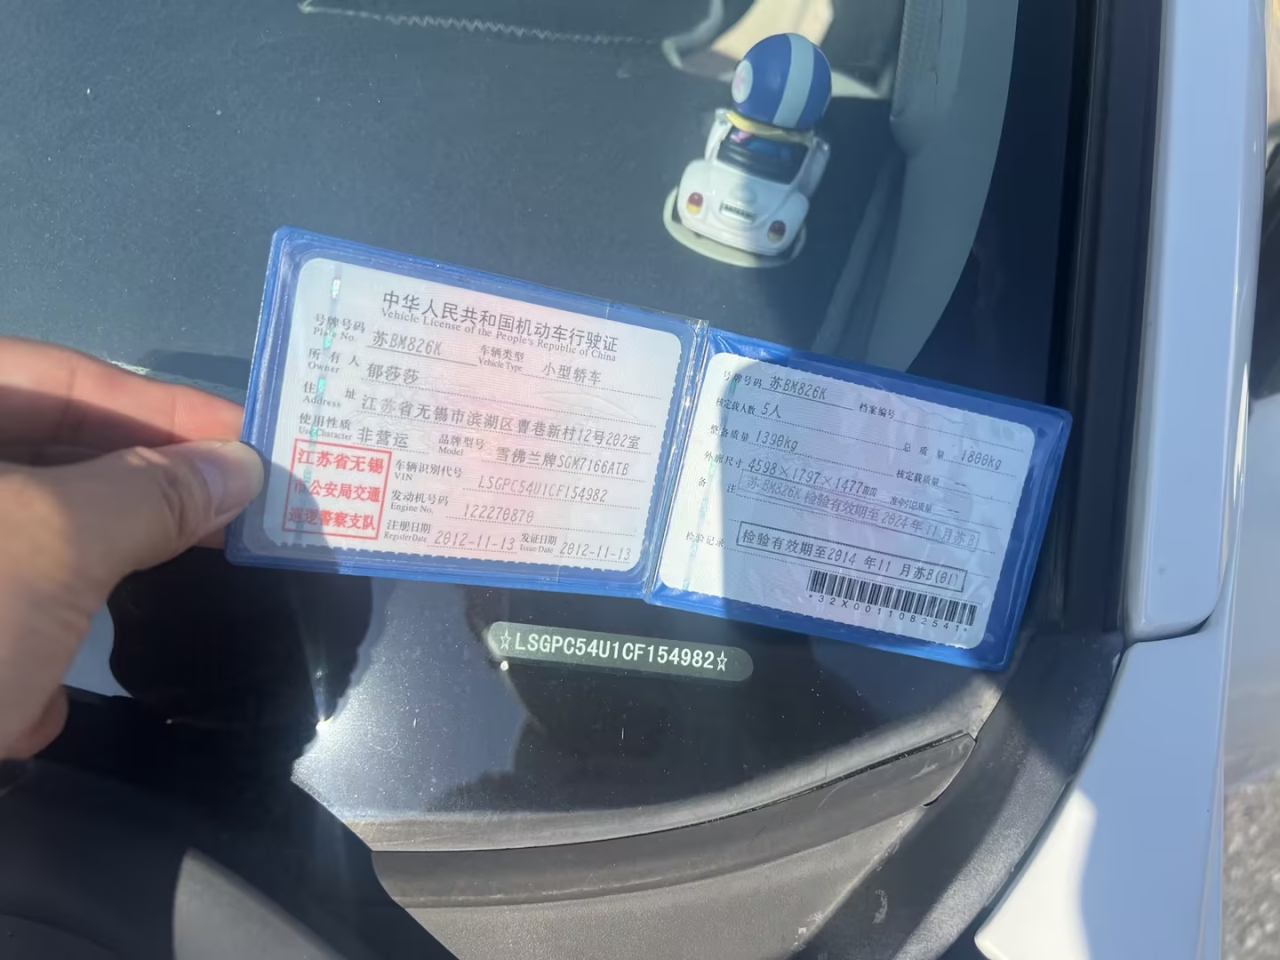 中华人民共和国机动车行驶证
Vehicle License of the People's Republic of China
号牌号码 苏BM826K 车辆类型 小型轿车
Plate No. Vehicle Type
所有人 郁莎莎
Owner
住址 江苏省无锡市滨湖区曹巷新村12号202室
Address
使用性质 非营运 品牌型号 雪佛兰牌SGM7166ATB
Use Character Model
江苏省无锡
市公安局交通
巡逻警察支队
车辆识别代号 LSGPC54U1CF154982
VIN
发动机号码 122270870
Engine No.
注册日期 2012-11-13 发证日期 2012-11-13
Register Date Issue Date
号牌号码 苏BM826K 档案编号
核定载人数 5人 总质量 1800kg
整备质量 1390kg 核定载质量 —
外廓尺寸 4598×1797×1477mm 准牵引总质量 —
备注 苏BM826K 检验有效期至2024年11月苏B
检验记录 检验有效期至2014 年11 月苏B(01)
*32X0011082541*
☆LSGPC54U1CF154982☆